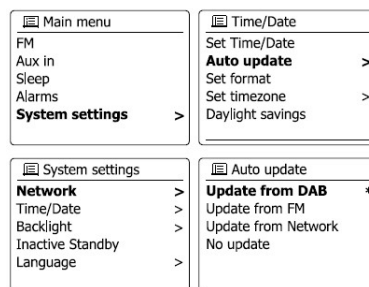 Main menu
FM
Aux in
Sleep
Alarms
System settings >
Time/Date
Set Time/Date
Auto update >
Set format
Set timezone >
Daylight savings
System settings
Network >
Time/Date >
Backlight >
Inactive Standby
Language >
Auto update
Update from DAB *
Update from FM
Update from Network
No update